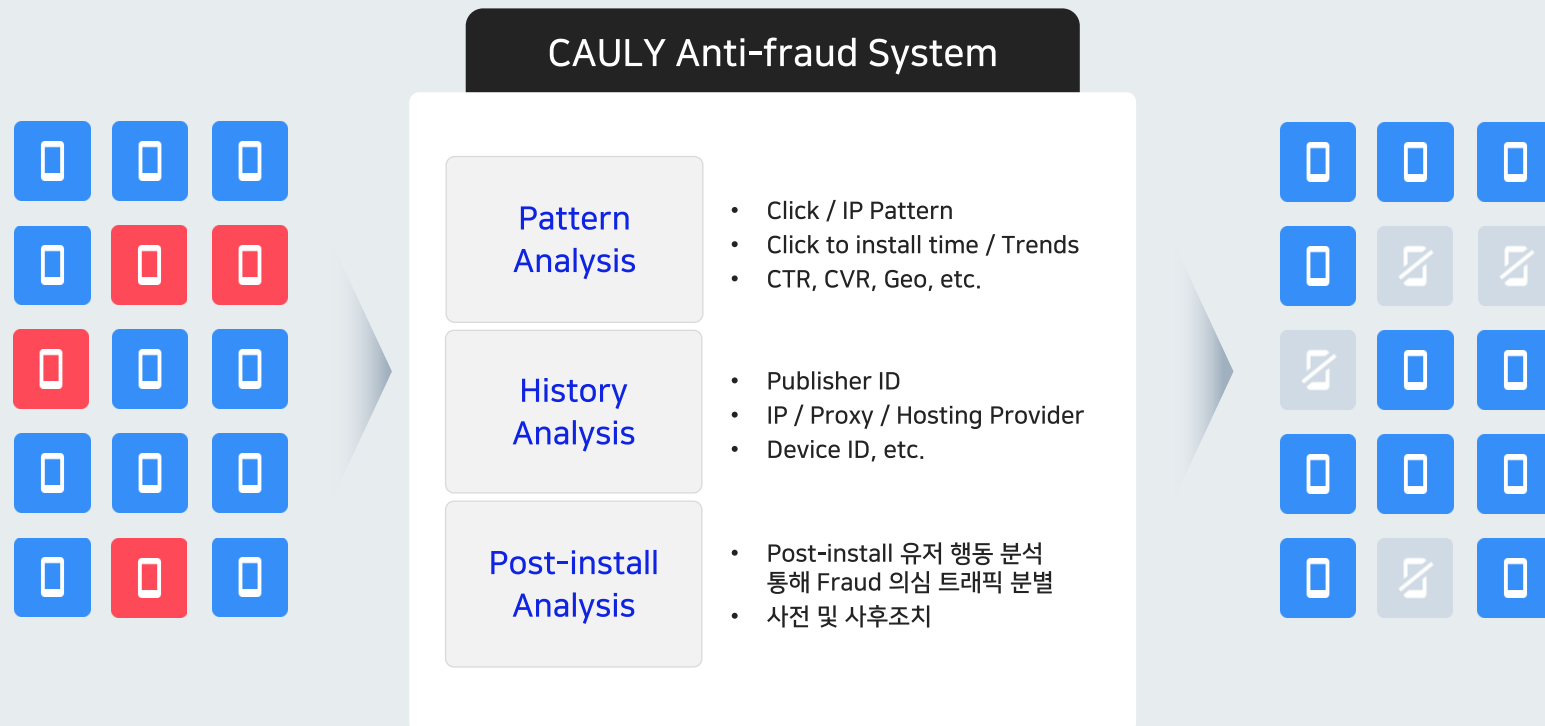 CAULY Anti-fraud System
Pattern
Analysis
• Click / IP Pattern
• Click to install time / Trends
• CTR, CVR, Geo, etc.
History
Analysis
• Publisher ID
• IP / Proxy / Hosting Provider
• Device ID, etc.
Post-install
Analysis
• Post-install 유저 행동 분석
통해 Fraud 의심 트래픽 분별
• 사전 및 사후조치